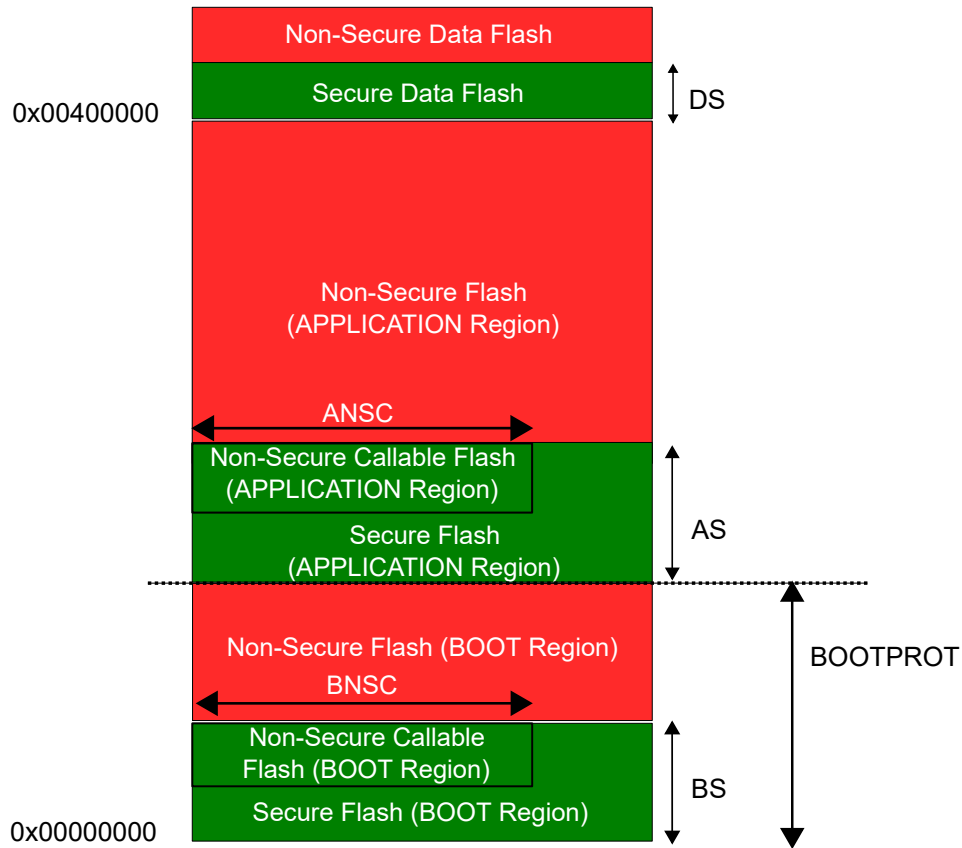 Non-Secure Data Flash
Secure Data Flash
DS
0x00400000
Non-Secure Flash
(APPLICATION Region)
ANSC
Non-Secure Callable Flash
(APPLICATION Region)
AS
Secure Flash
(APPLICATION Region)
Non-Secure Flash (BOOT Region)
BOOTPROT
BNSC
Non-Secure Callable
Flash (BOOT Region)
BS
Secure Flash (BOOT Region)
0x00000000